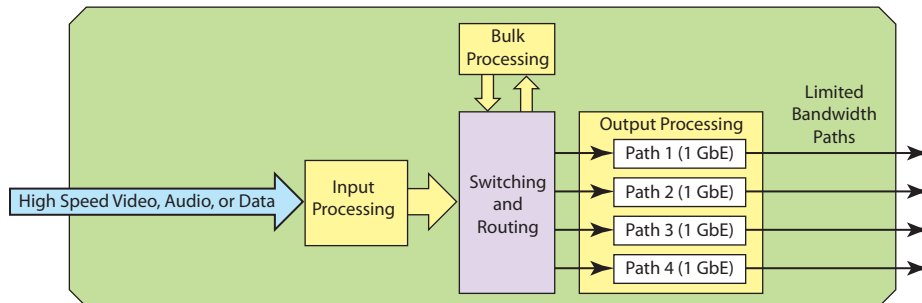 Bulk
Processing
Limited
Bandwidth
Paths
Output Processing
Path 1 (1 GbE)
High Speed Video, Audio, or Data
Input
Processing
Switching
and
Routing
Path 2 (1 GbE)
Path 3 (1 GbE)
Path 4 (1 GbE)